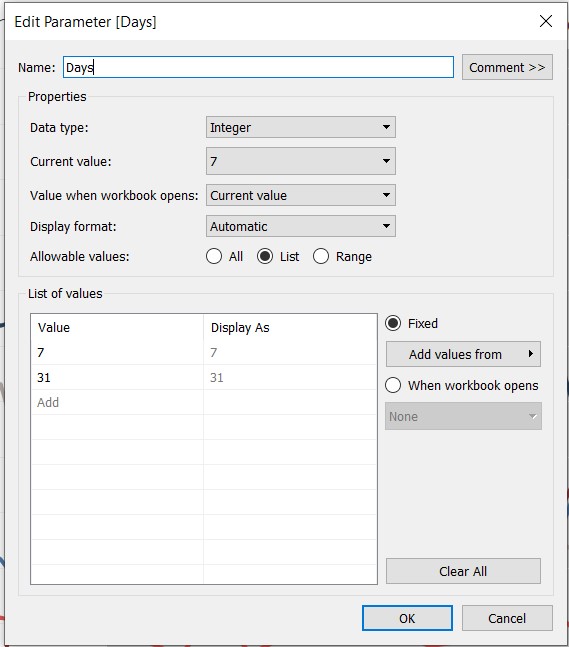 Edit Parameter [Days]
Name: Days Comment >>
Properties
Data type: Integer
Current value: 7
Value when workbook opens: Current value
Display format: Automatic
Allowable values: All List Range
List of values
Value Display As
7 7
31 31
Add
Fixed
Add values from
When workbook opens
None
Clear All
OK Cancel